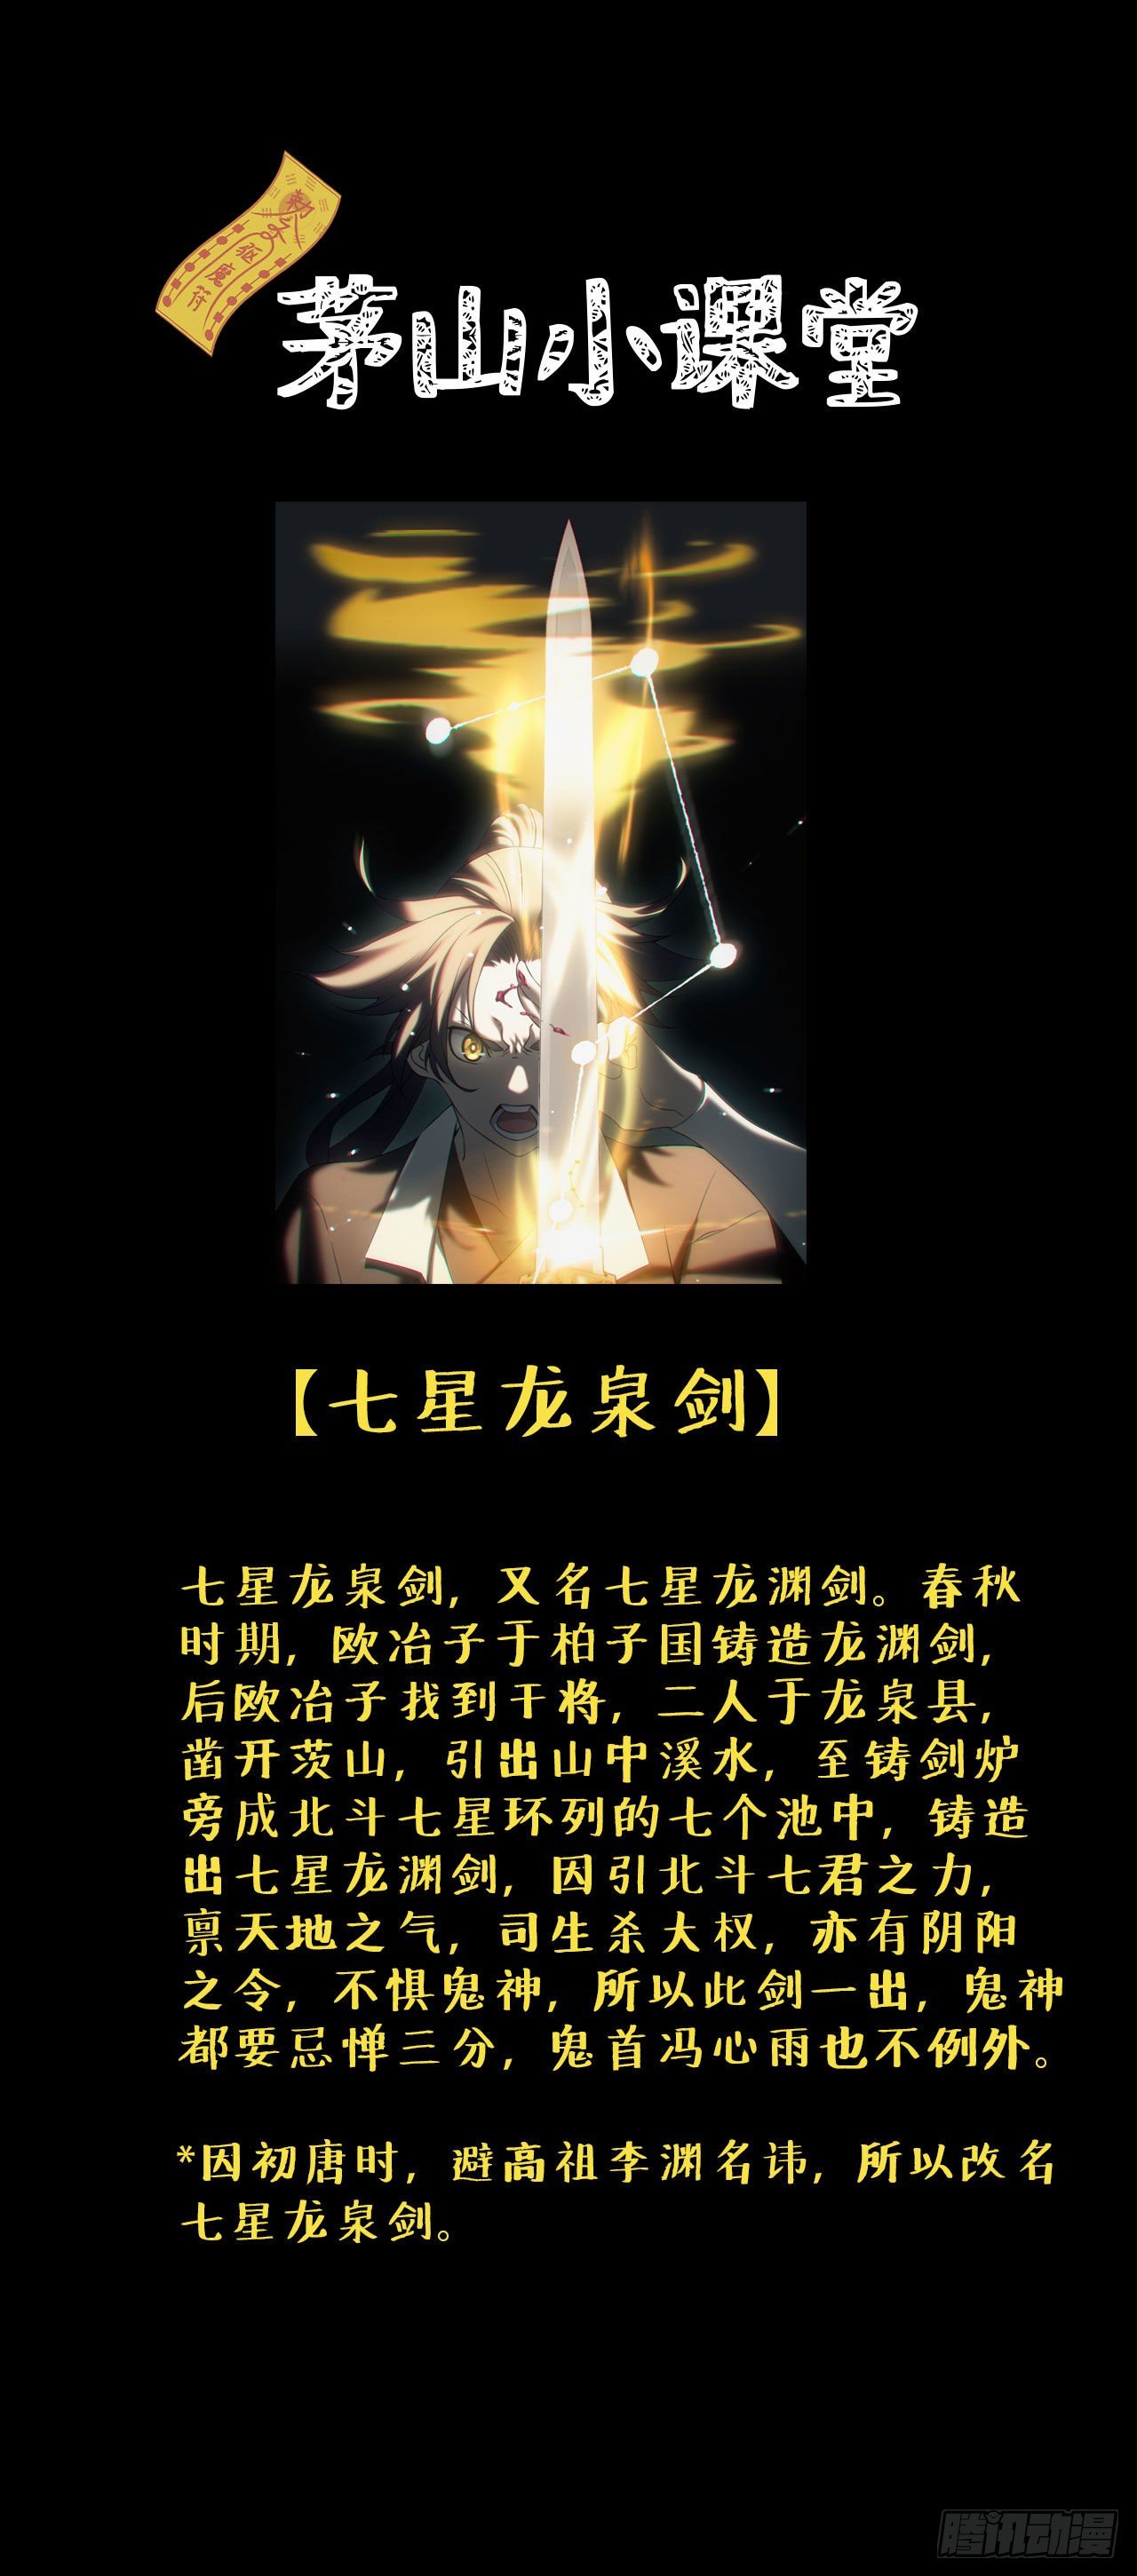 勅令
驱魔符
茅山小课堂
【七星龙泉剑】
七星龙泉剑，又名七星龙渊剑。春秋
时期，欧冶子于柏子国铸造龙渊剑，
后欧冶子找到干将，二人于龙泉县，
凿开茨山，引出山中溪水，至铸剑炉
旁成北斗七星环列的七个池中，铸造
出七星龙渊剑，因引北斗七君之力，
禀天地之气，司生杀大权，亦有阴阳
之令，不惧鬼神，所以此剑一出，鬼神
都要忌惮三分，鬼首冯心雨也不例外。
*因初唐时，避高祖李渊名讳，所以改名
七星龙泉剑。
腾讯动漫